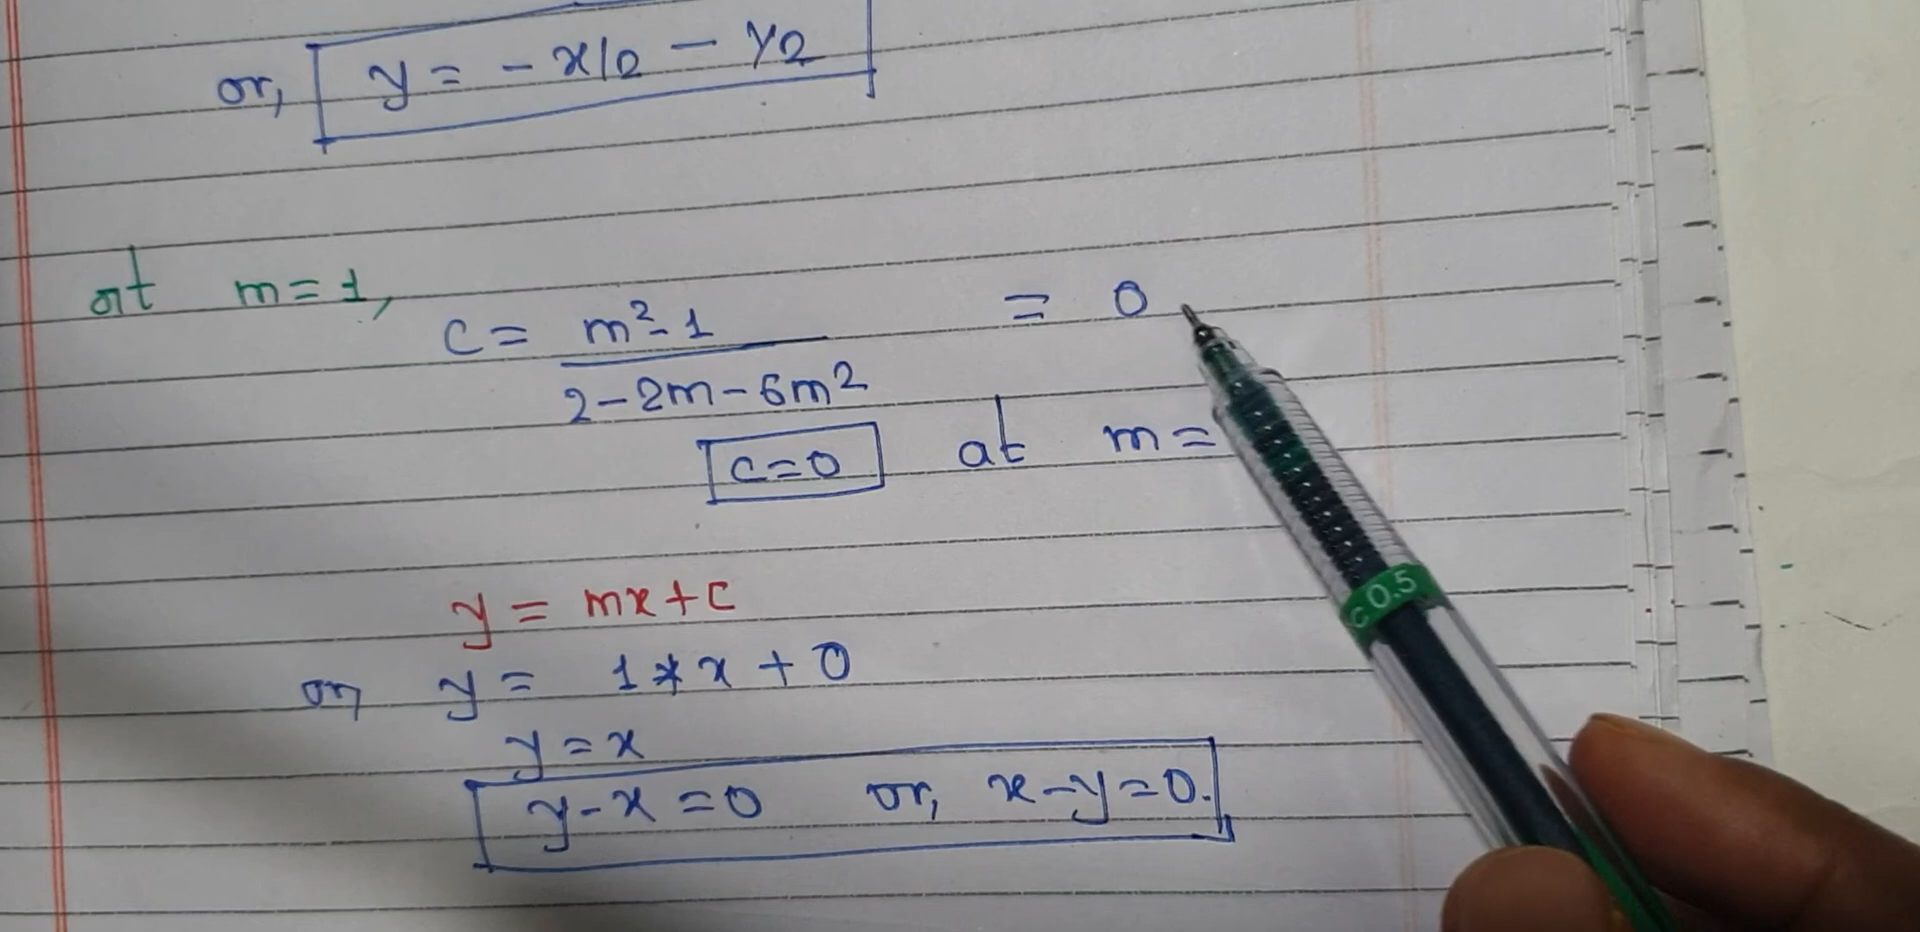 or, y = - x/2 - 1/2
at m = 1,
c = m² - 1 / 2 - 2m - 6m² = 0
c = 0 at m =
y = mx + c
or, y = 1 * x + 0
y = x
y - x = 0 or, x - y = 0.
c 0.5